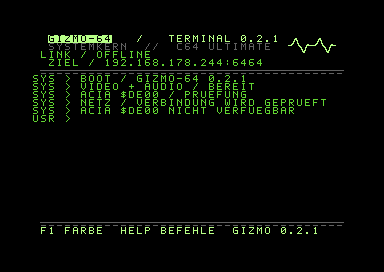 GIZMO-64 / TERMINAL 0.2.1
SYSTEMKERN // C64 ULTIMATE
LINK / OFFLINE
ZIEL / 192.168.178.244:6464
SYS > BOOT / GIZMO-64 0.2.1
SYS > VIDEO + AUDIO / BEREIT
SYS > ACIA $DE00 / PRUEFUNG
SYS > NETZ / VERBINDUNG WIRD GEPRUEFT
SYS > ACIA $DE00 NICHT VERFUEGBAR
USR >
F1 FARBE HELP BEFEHLE GIZMO 0.2.1